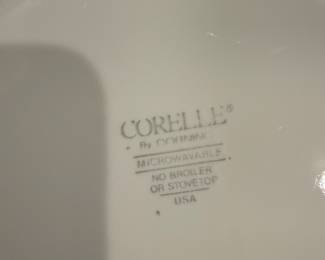 CORELLE®
By CORNING
MICROWAVABLE
NO BROILER
OR STOVETOP
USA